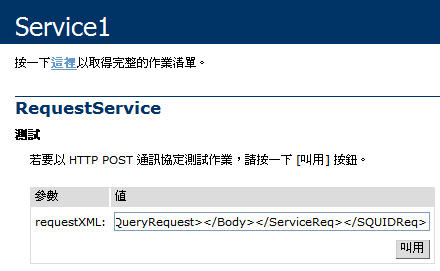 Service1
按一下這裡以取得完整的作業清單。
RequestService
測試
若要以 HTTP POST 通訊協定測試作業，請按一下 [叫用] 按鈕。
參數 值
requestXML: QueryRequest></Body></ServiceReq></SQUIDReq>
叫用